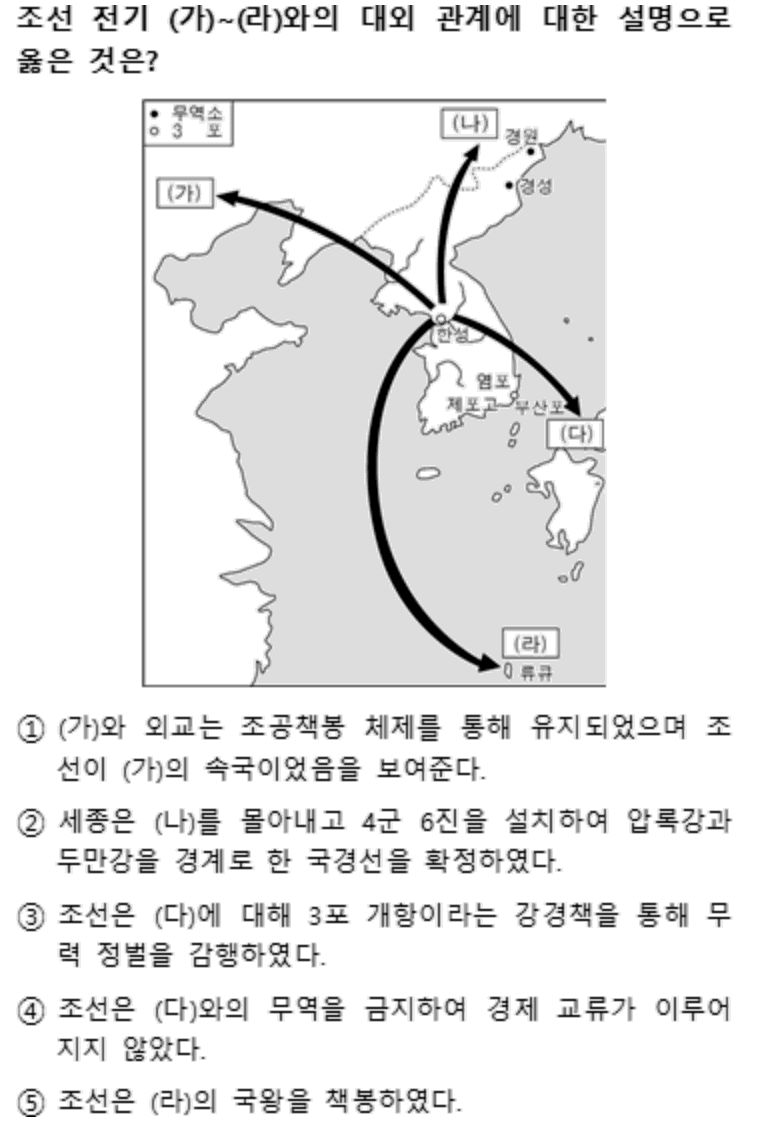 조선 전기 (가)~(라)와의 대외 관계에 대한 설명으로
옳은 것은?
● 무역소
○ 3 포
(나)
경원
(가)
경성
한성
염포
제포
부산포
(다)
(라)
류큐
① (가)와 외교는 조공책봉 체제를 통해 유지되었으며 조
선이 (가)의 속국이었음을 보여준다.
② 세종은 (나)를 몰아내고 4군 6진을 설치하여 압록강과
두만강을 경계로 한 국경선을 확정하였다.
③ 조선은 (다)에 대해 3포 개항이라는 강경책을 통해 무
력 정벌을 감행하였다.
④ 조선은 (다)와의 무역을 금지하여 경제 교류가 이루어
지지 않았다.
⑤ 조선은 (라)의 국왕을 책봉하였다.